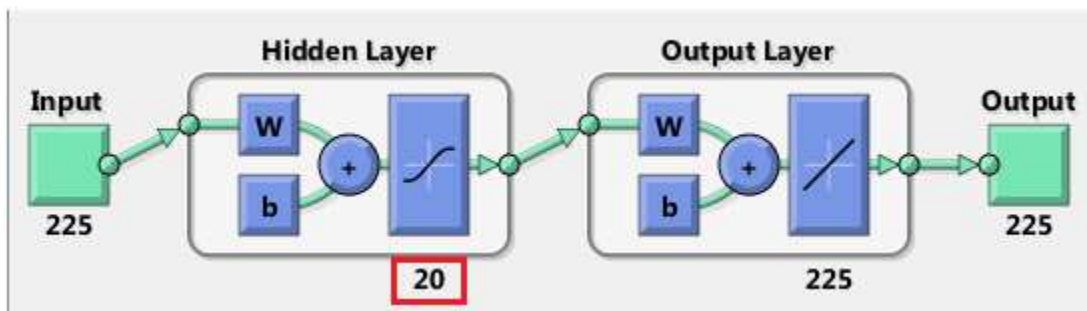 Hidden Layer
Output Layer
Input
Output
W
+
b
W
+
b
225
20
225
225